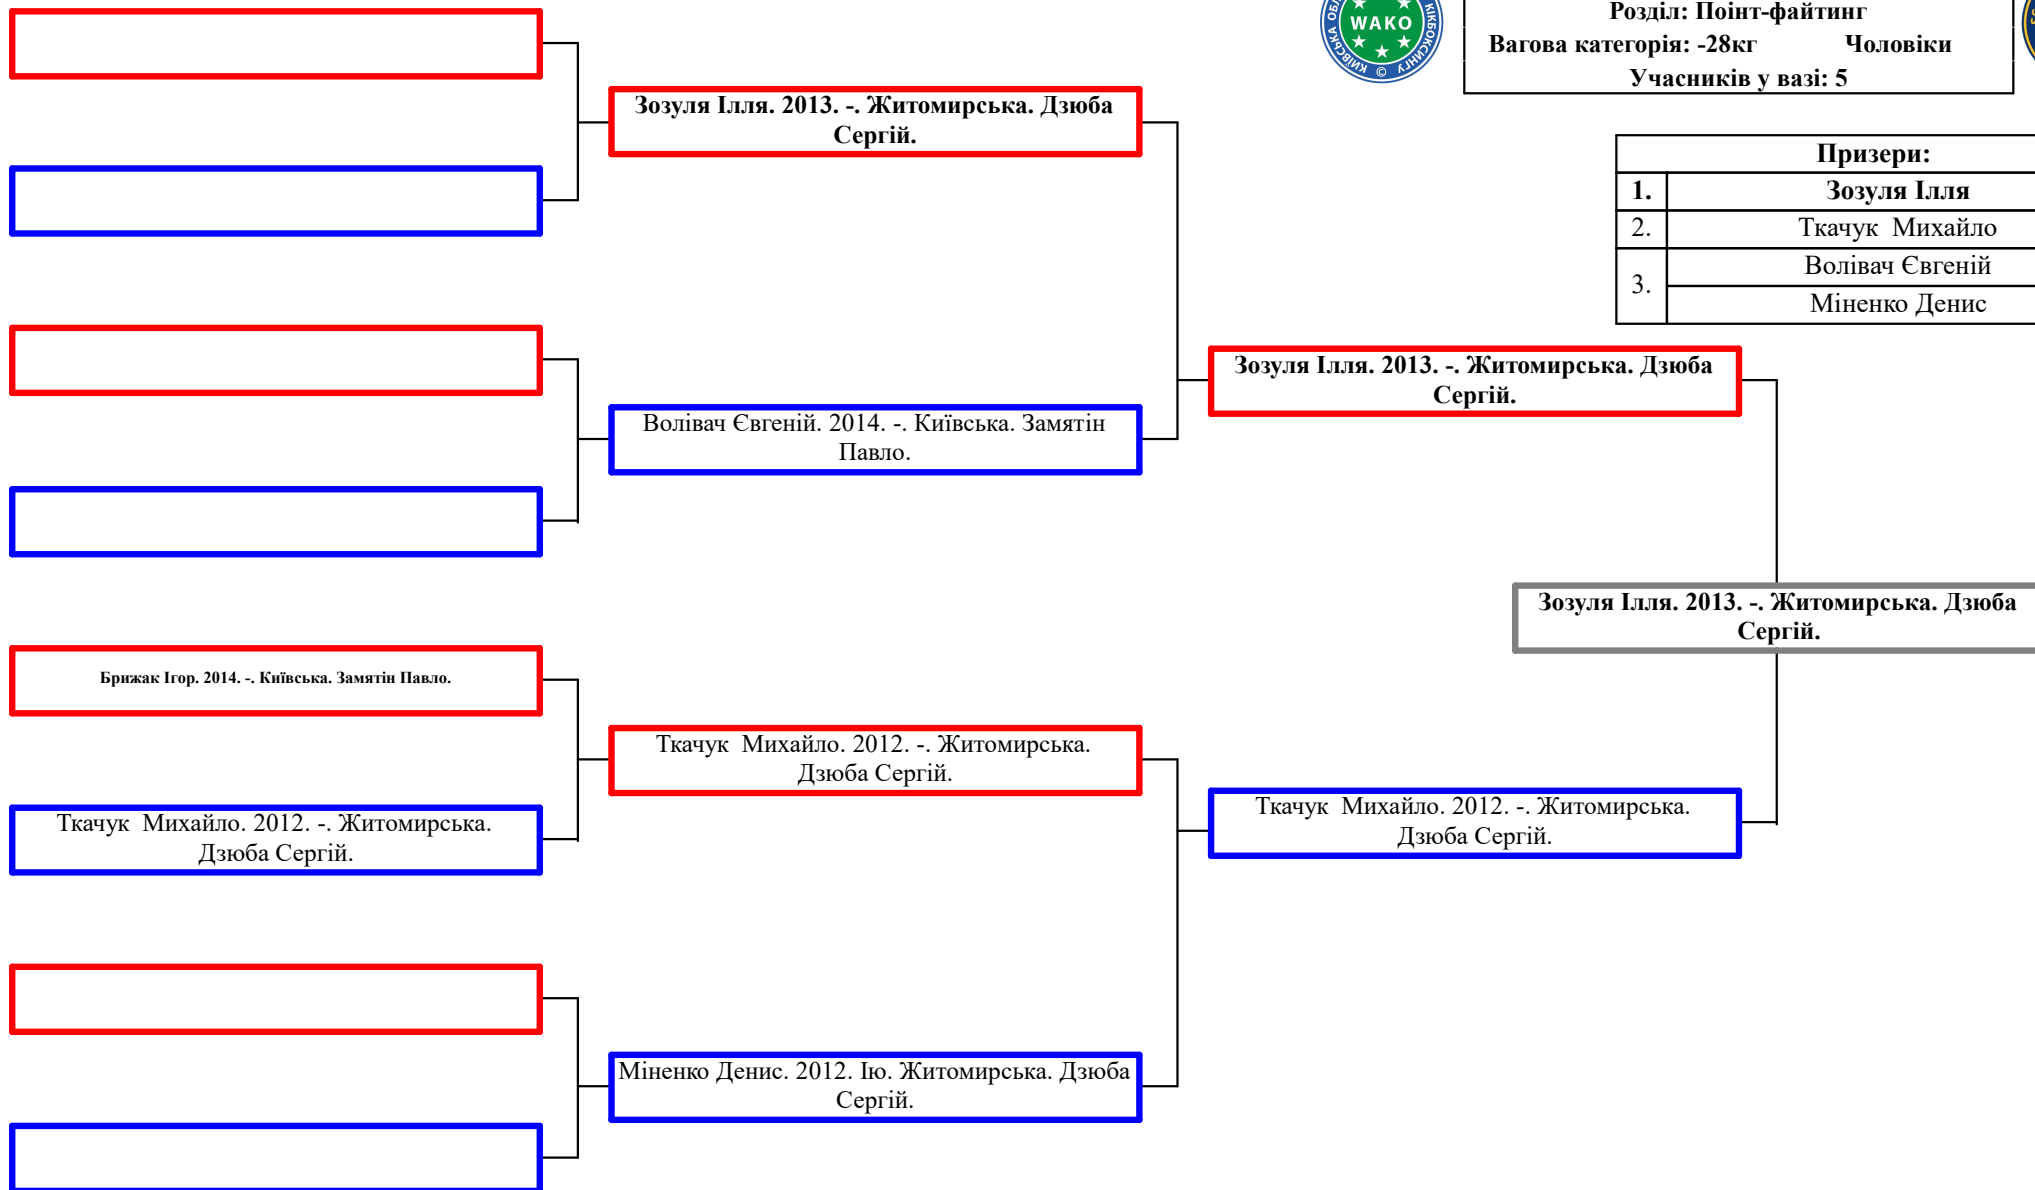 WAKO
КИЇВСЬКА ОБЛ
КІКБОКСИНГУ ©
Розділ: Поінт-файтинг
Вагова категорія: -28кг Чоловіки
Учасників у вазі: 5
Зозуля Ілля. 2013. -. Житомирська. Дзюба
Сергій.
Призери:
1. Зозуля Ілля
2. Ткачук  Михайло
3. Волівач Євгеній
Міненко Денис
Зозуля Ілля. 2013. -. Житомирська. Дзюба
Сергій.
Волівач Євгеній. 2014. -. Київська. Замятін
Павло.
Зозуля Ілля. 2013. -. Житомирська. Дзюба
Сергій.
Брижак Ігор. 2014. -. Київська. Замятін Павло.
Ткачук  Михайло. 2012. -. Житомирська.
Дзюба Сергій.
Ткачук  Михайло. 2012. -. Житомирська.
Дзюба Сергій.
Ткачук  Михайло. 2012. -. Житомирська.
Дзюба Сергій.
Міненко Денис. 2012. Ію. Житомирська. Дзюба
Сергій.